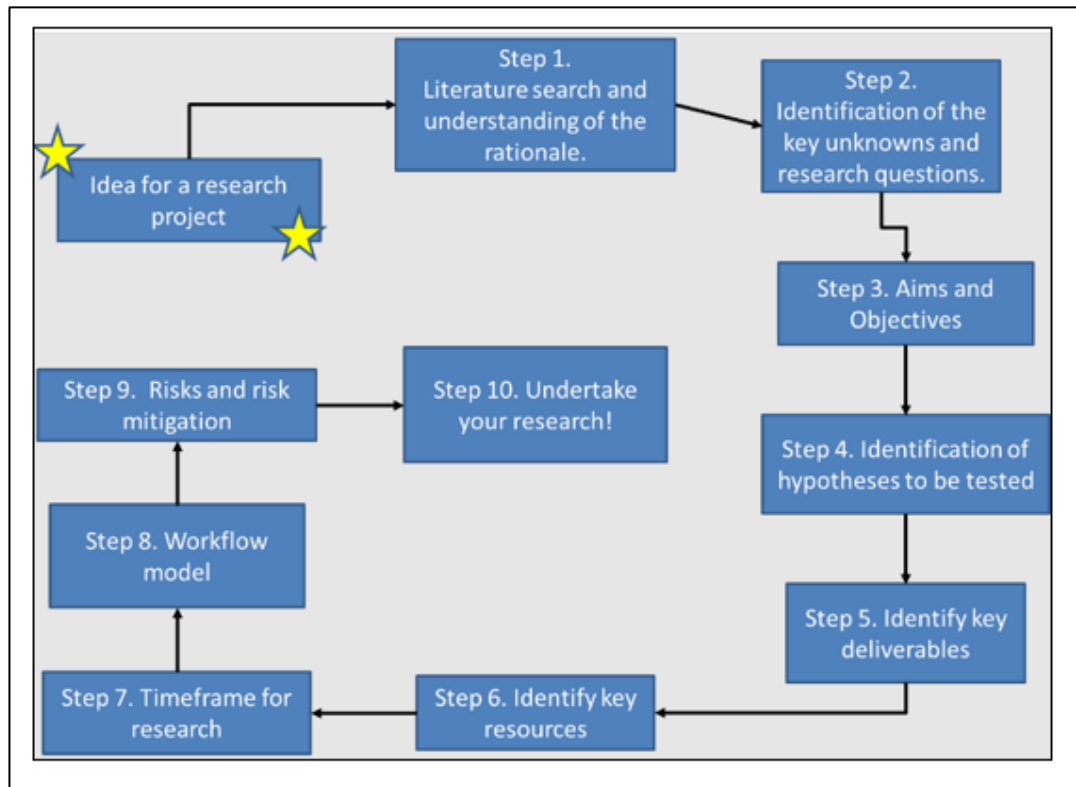 Idea for a research
project
Step 1.
Literature search and
understanding of the
rationale.
Step 2.
Identification of the
key unknowns and
research questions.
Step 3. Aims and
Objectives
Step 4. Identification of
hypotheses to be tested
Step 5. Identify key
deliverables
Step 6. Identify key
resources
Step 7. Timeframe for
research
Step 8. Workflow
model
Step 9.  Risks and risk
mitigation
Step 10. Undertake
your research!